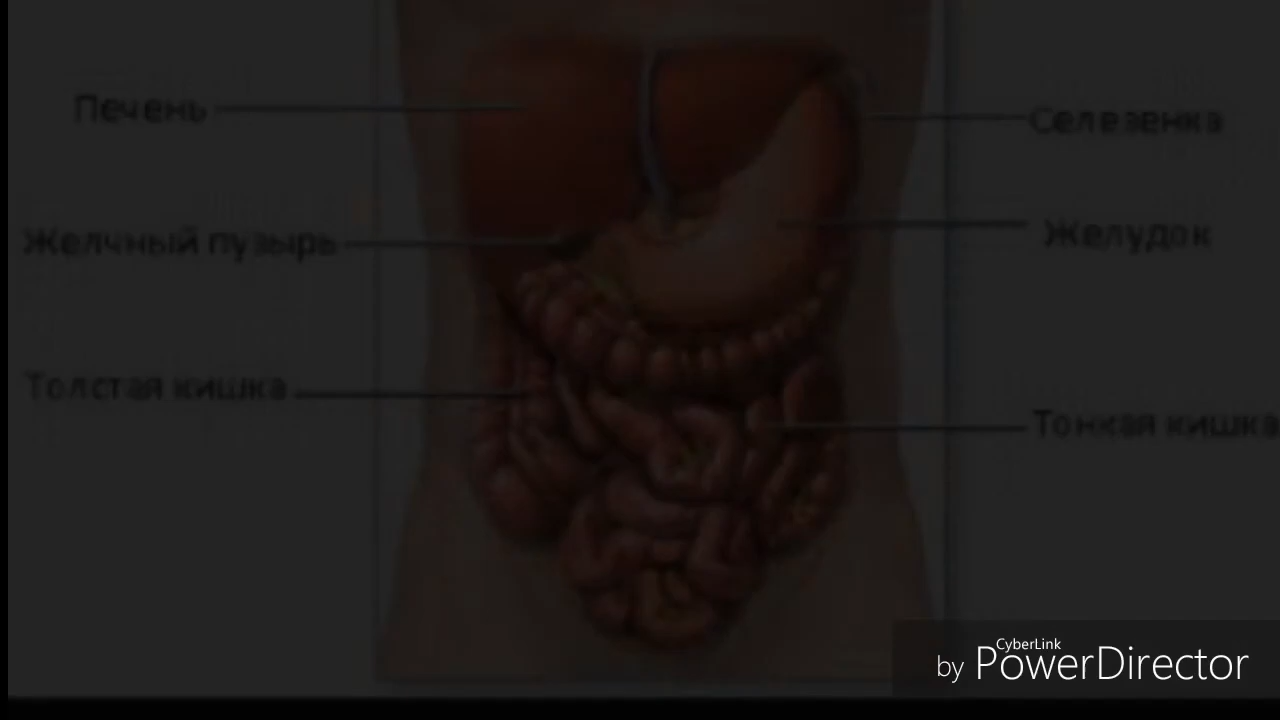 Печень
Селезенка
Желчный пузырь
Желудок
Толстая кишка
Тонкая кишка
CyberLink
by PowerDirector